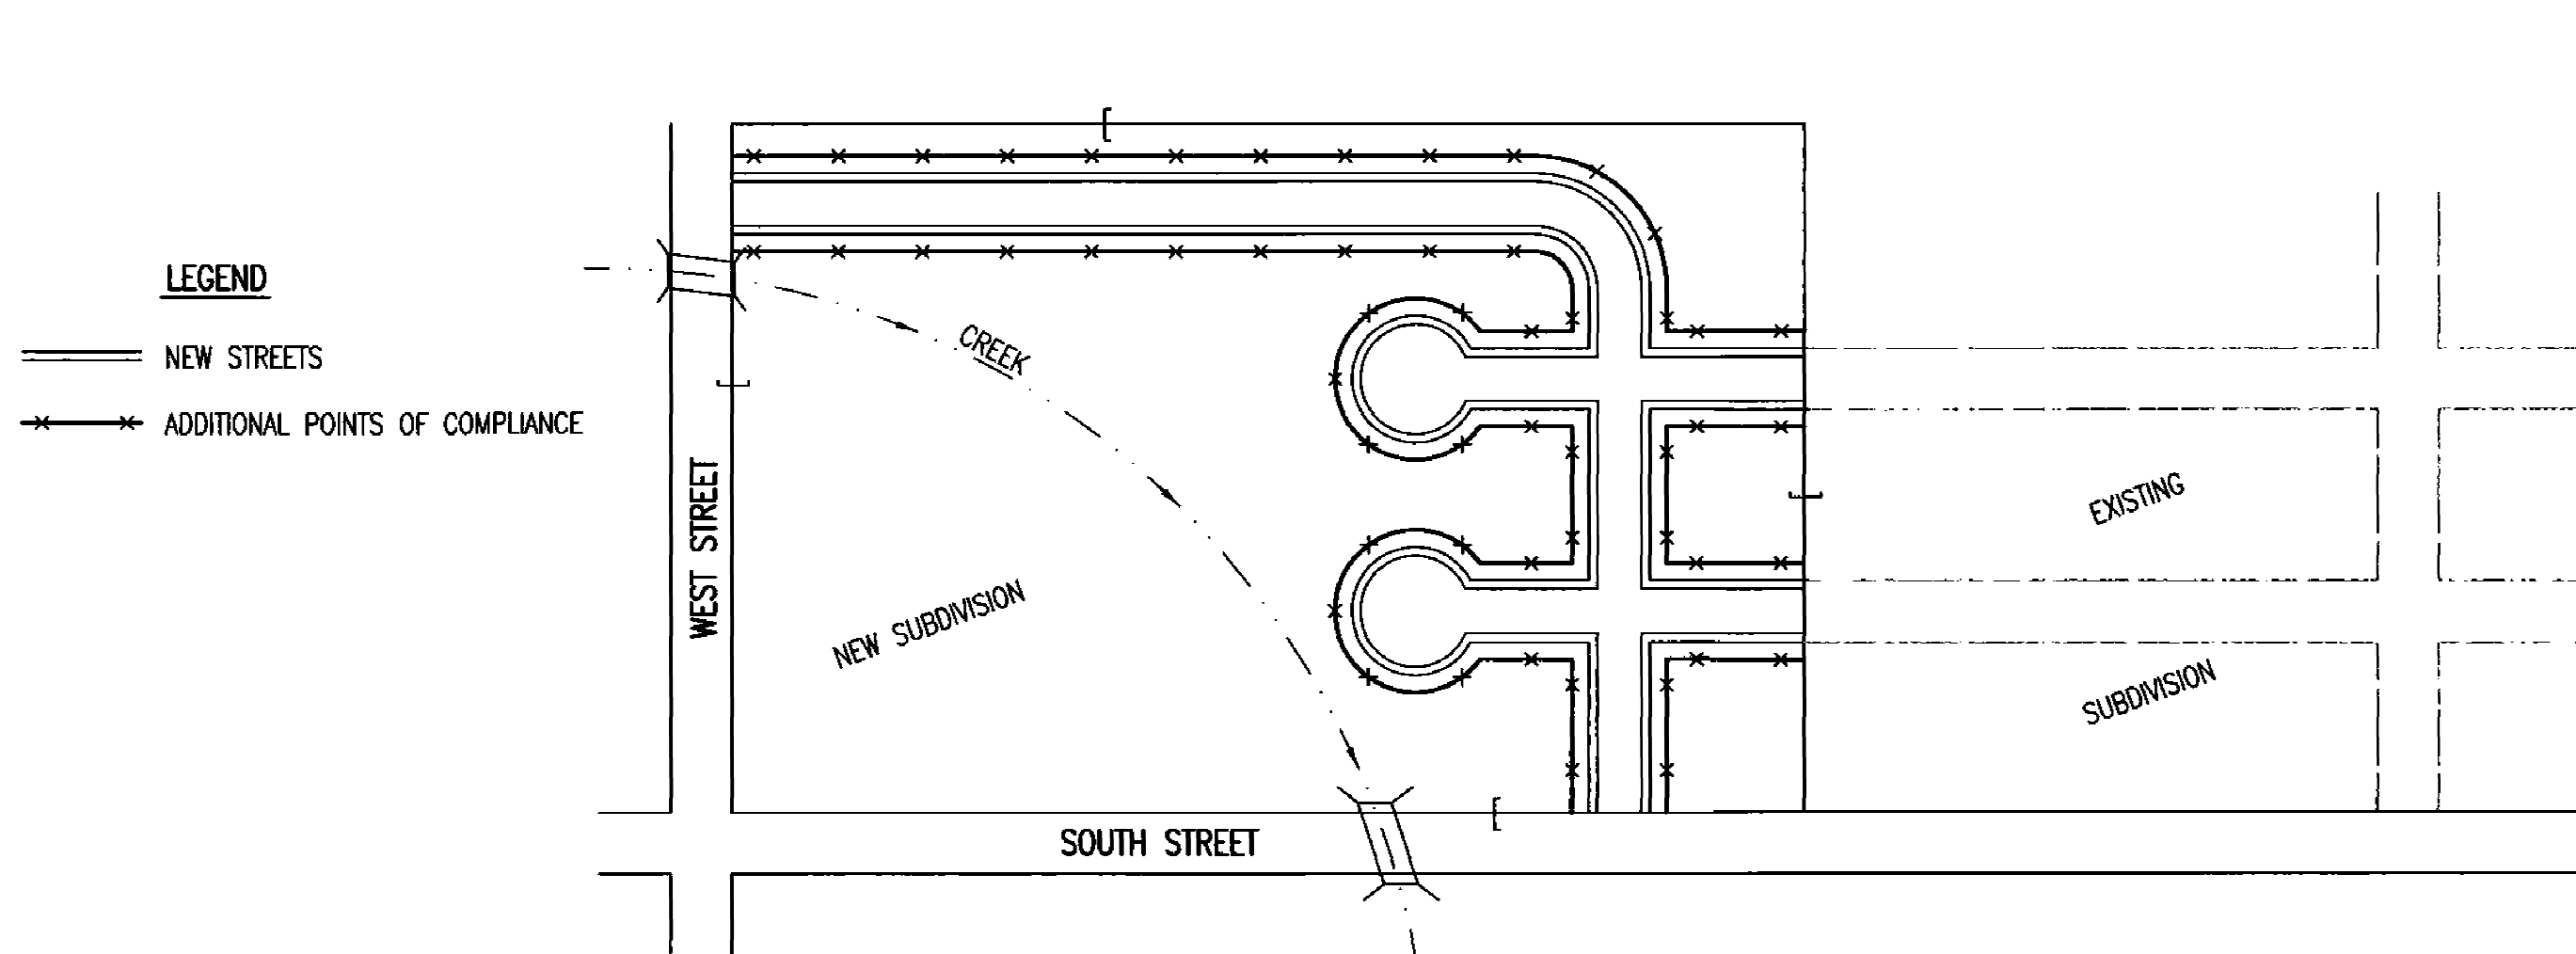 LEGEND
NEW STREETS
ADDITIONAL POINTS OF COMPLIANCE
CREEK
WEST STREET
NEW SUBDIVISION
EXISTING
SUBDIVISION
SOUTH STREET